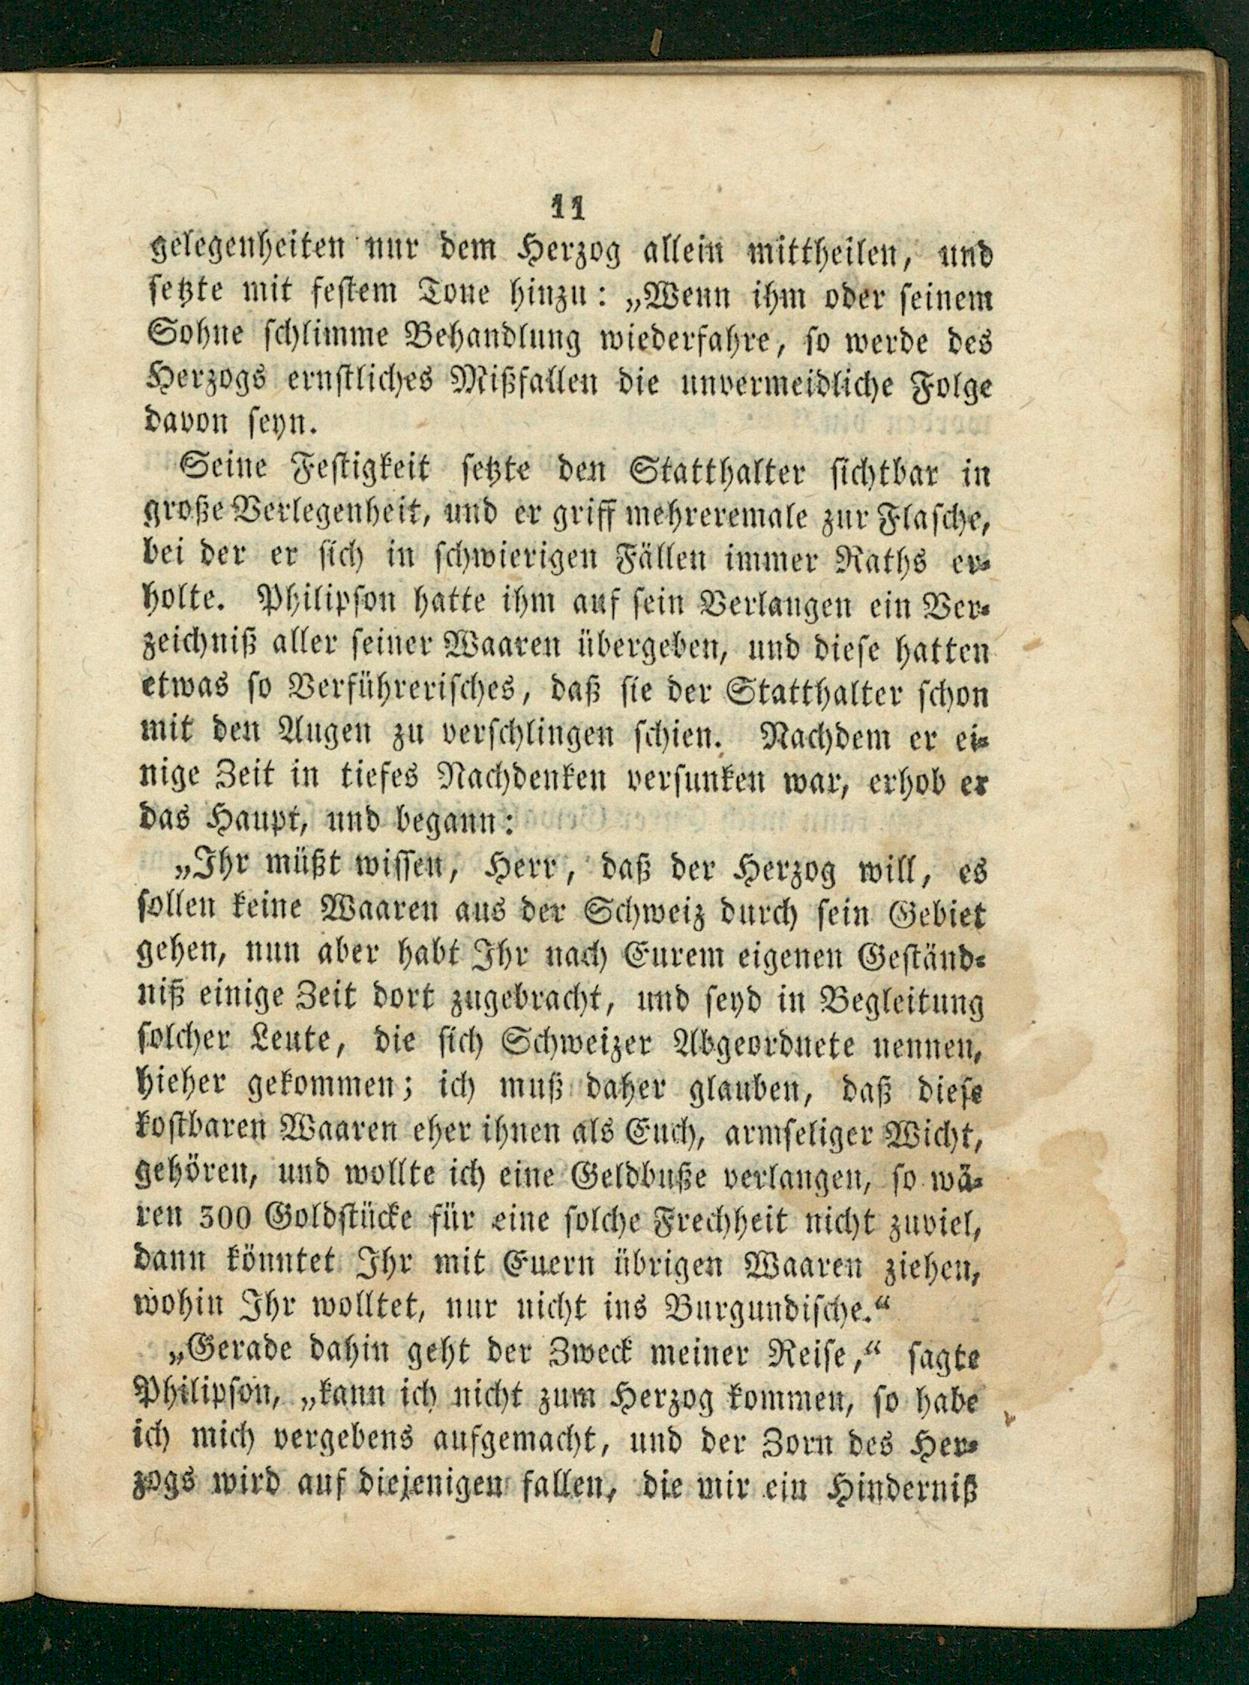 11
gelegenheiten nur dem Herzog allein mittheilen, und
setzte mit festem Tone hinzu: „Wenn ihm oder seinem
Sohne schlimme Behandlung wiederfahre, so werde des
Herzogs ernstliches Mißfallen die unvermeidliche Folge
davon seyn.
Seine Festigkeit setzte den Statthalter sichtbar in
große Verlegenheit, und er griff mehreremale zur Flasche,
bei der er sich in schwierigen Fällen immer Raths er-
holte. Philipson hatte ihm auf sein Verlangen ein Ver-
zeichniß aller seiner Waaren übergeben, und diese hatten
etwas so Verführerisches, daß sie der Statthalter schon
mit den Augen zu verschlingen schien. Nachdem er ei-
nige Zeit in tiefes Nachdenken versunken war, erhob er
das Haupt, und begann:
„Ihr müßt wissen, Herr, daß der Herzog will, es
sollen keine Waaren aus der Schweiz durch sein Gebiet
gehen, nun aber habt Ihr nach Eurem eigenen Geständ-
niß einige Zeit dort zugebracht, und seyd in Begleitung
solcher Leute, die sich Schweizer Abgeordnete nennen,
hieher gekommen; ich muß daher glauben, daß diese
kostbaren Waaren eher ihnen als Euch, armseliger Wicht,
gehören, und wollte ich eine Geldbuße verlangen, so wä-
ren 300 Goldstücke für eine solche Frechheit nicht zuviel,
dann könntet Ihr mit Euern übrigen Waaren ziehen,
wohin Ihr wolltet, nur nicht ins Burgundische.“
„Gerade dahin geht der Zweck meiner Reise,“ sagte
Philipson, „kann ich nicht zum Herzog kommen, so habe
ich mich vergebens aufgemacht, und der Zorn des Her-
zogs wird auf diejenigen fallen, die mir ein Hinderniß